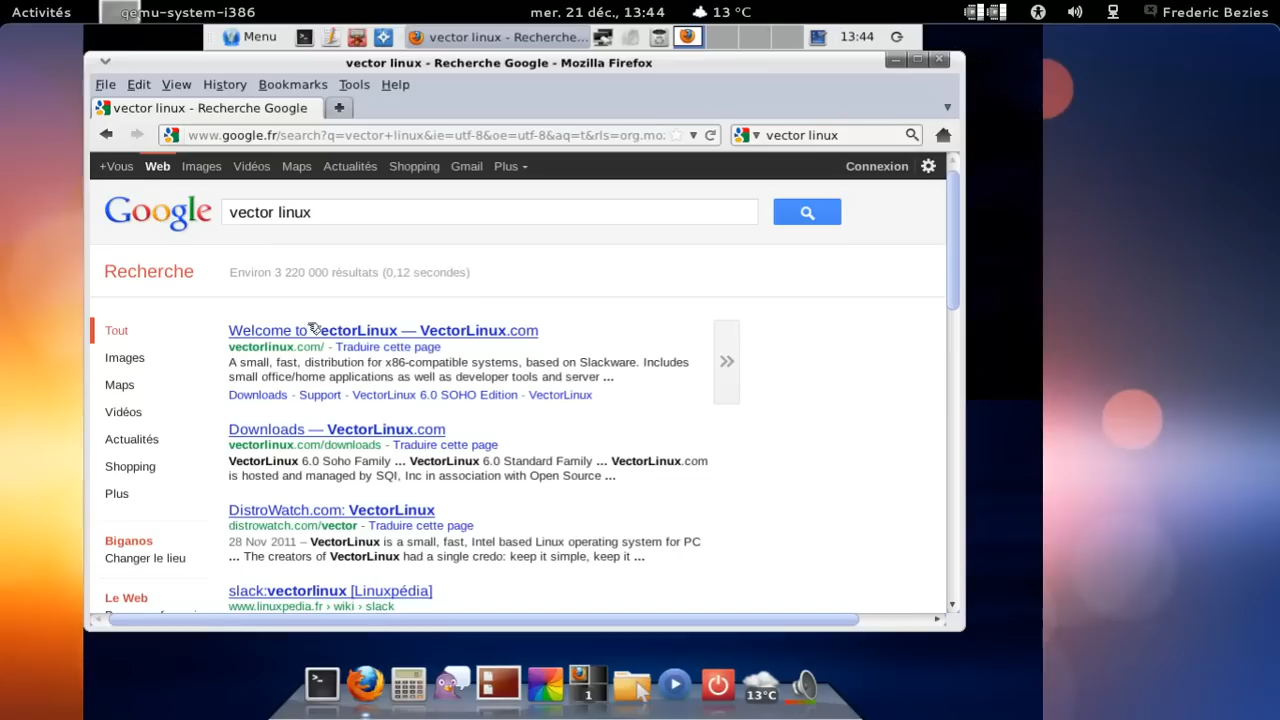 Activités qemu-system-i386 mer. 21 déc., 13:44 13 °C Frederic Bezies
Menu vector linux - Recherche... 13:44
vector linux - Recherche Google - Mozilla Firefox
File Edit View History Bookmarks Tools Help
vector linux - Recherche Google
www.google.fr/search?q=vector+linux&ie=utf-8&oe=utf-8&aq=t&rls=org.mo: vector linux
+Vous Web Images Vidéos Maps Actualités Shopping Gmail Plus Connexion
Google vector linux
Recherche Environ 3 220 000 résultats (0,12 secondes)
Tout
Images
Maps
Vidéos
Actualités
Shopping
Plus
Biganos
Changer le lieu
Le Web
Welcome to VectorLinux — VectorLinux.com
vectorlinux.com/ - Traduire cette page
A small, fast, distribution for x86-compatible systems, based on Slackware. Includes
small office/home applications as well as developer tools and server ...
Downloads - Support - VectorLinux 6.0 SOHO Edition - VectorLinux
Downloads — VectorLinux.com
vectorlinux.com/downloads - Traduire cette page
VectorLinux 6.0 Soho Family ... VectorLinux 6.0 Standard Family ... VectorLinux.com
is hosted and managed by SQI, Inc in association with Open Source ...
DistroWatch.com: VectorLinux
distrowatch.com/vector - Traduire cette page
28 Nov 2011 – VectorLinux is a small, fast, Intel based Linux operating system for PC
... The creators of VectorLinux had a single credo: keep it simple, keep it ...
slack:vectorlinux [Linuxpédia]
www.linuxpedia.fr › wiki › slack
1 13°C